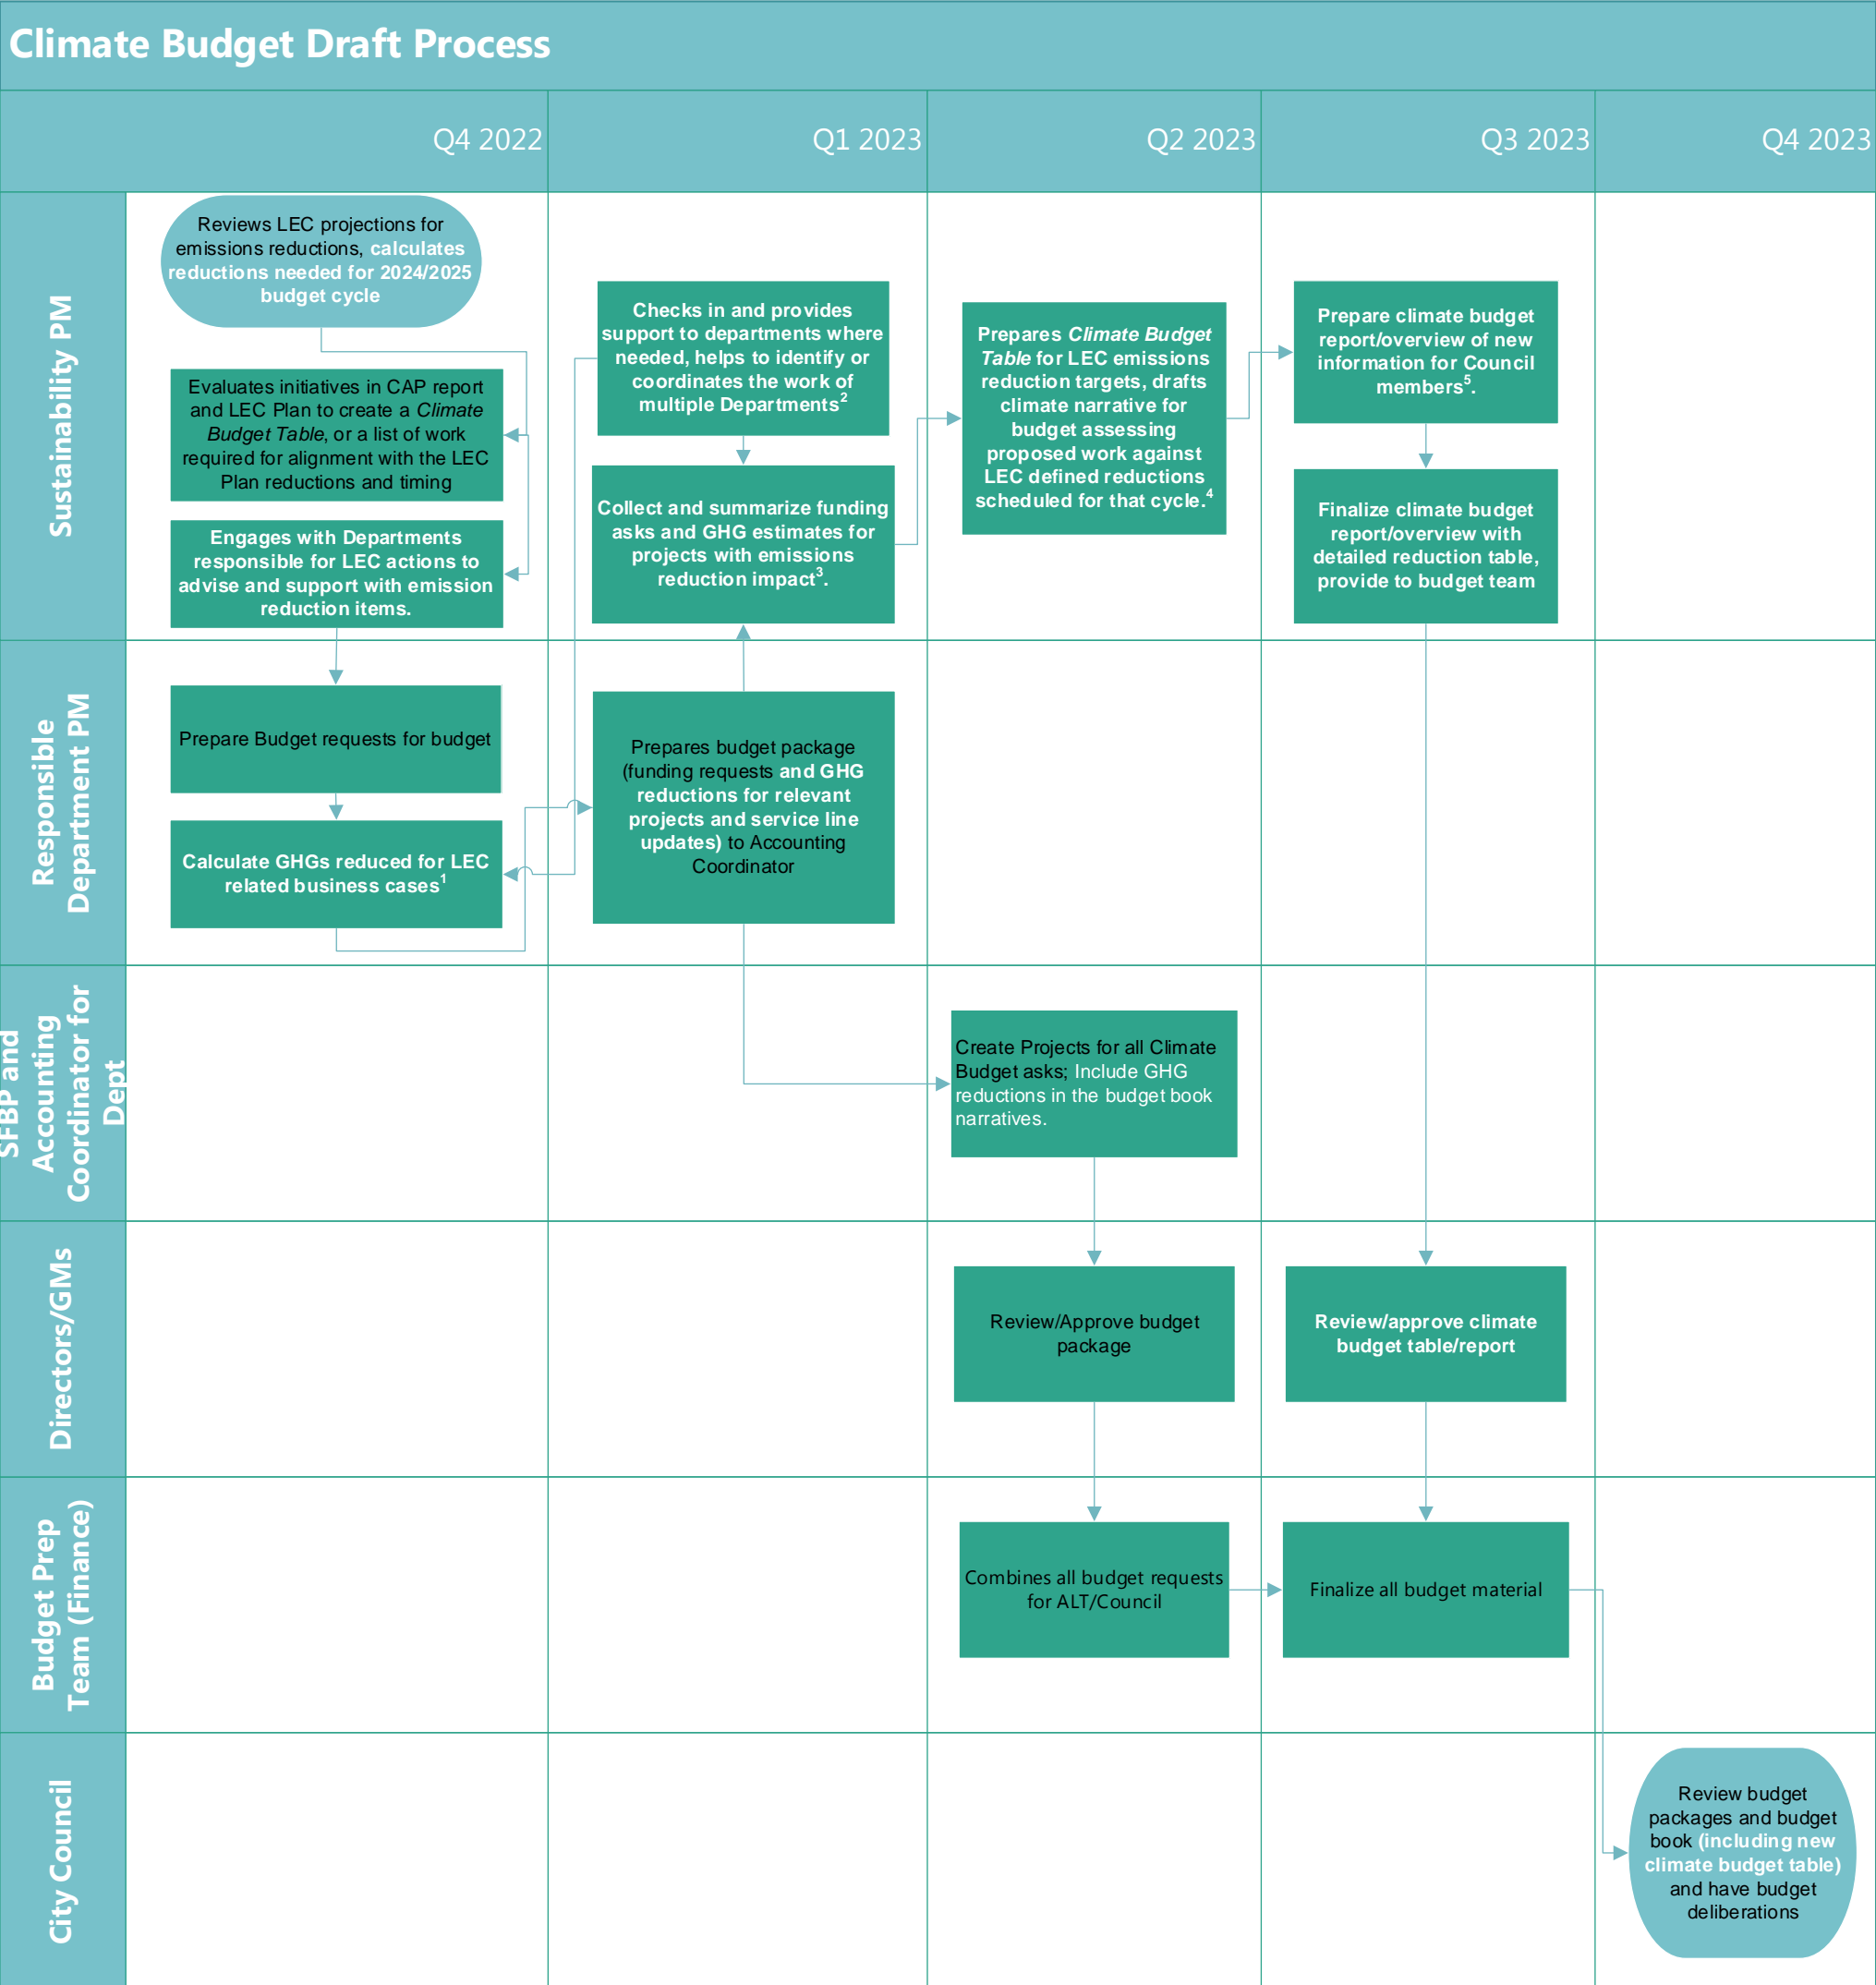 Climate Budget Draft Process
Q4 2022
Q1 2023
Q2 2023
Q3 2023
Q4 2023
Sustainability PM
Reviews LEC projections for
emissions reductions, calculates
reductions needed for 2024/2025
budget cycle
Evaluates initiatives in CAP report
and LEC Plan to create a Climate
Budget Table, or a list of work
required for alignment with the LEC
Plan reductions and timing
Engages with Departments
responsible for LEC actions to
advise and support with emission
reduction items.
Checks in and provides
support to departments where
needed, helps to identify or
coordinates the work of
multiple Departments2
Collect and summarize funding
asks and GHG estimates for
projects with emissions
reduction impact3.
Prepares Climate Budget
Table for LEC emissions
reduction targets, drafts
climate narrative for
budget assessing
proposed work against
LEC defined reductions
scheduled for that cycle.4
Prepare climate budget
report/overview of new
information for Council
members5.
Finalize climate budget
report/overview with
detailed reduction table,
provide to budget team
Responsible
Department PM
Prepare Budget requests for budget
Calculate GHGs reduced for LEC
related business cases1
Prepares budget package
(funding requests and GHG
reductions for relevant
projects and service line
updates) to Accounting
Coordinator
SFBP and
Accounting
Coordinator for
Dept
Create Projects for all Climate
Budget asks; Include GHG
reductions in the budget book
narratives.
Directors/GMs
Review/Approve budget
package
Review/approve climate
budget table/report
Budget Prep
Team (Finance)
Combines all budget requests
for ALT/Council
Finalize all budget material
City Council
Review budget
packages and budget
book (including new
climate budget table)
and have budget
deliberations